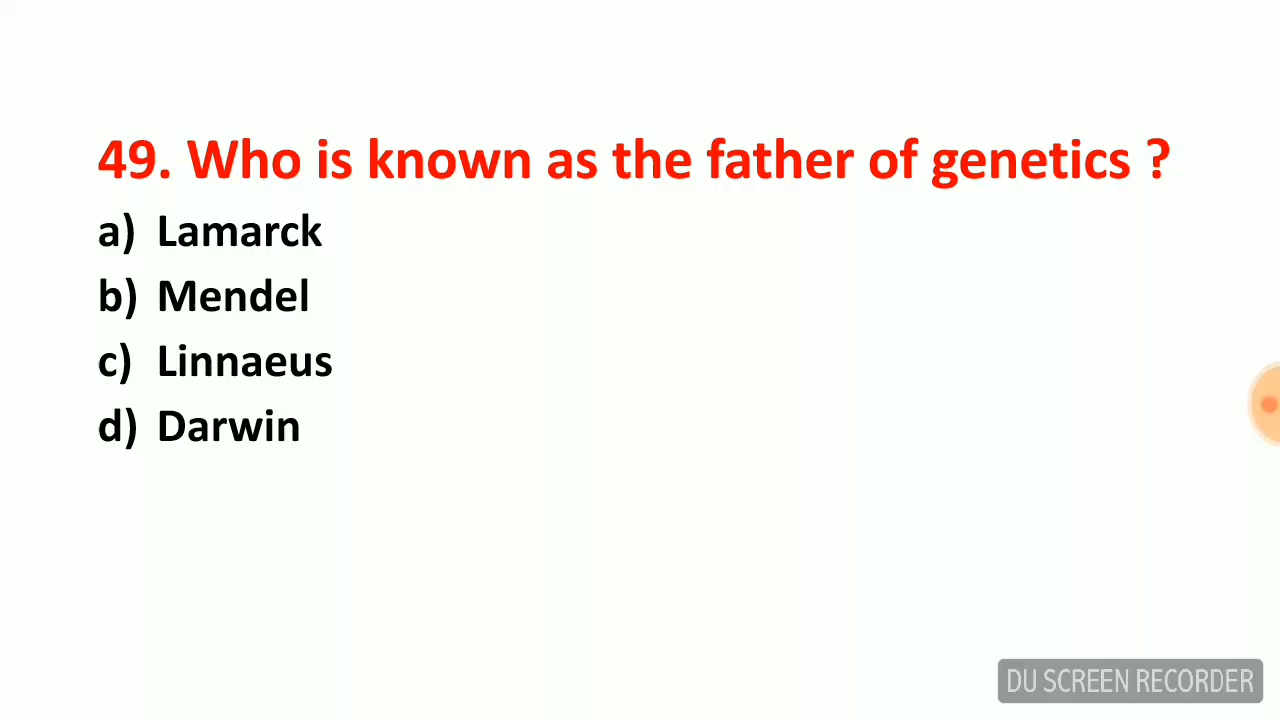 49. Who is known as the father of genetics ?
a) Lamarck
b) Mendel
c) Linnaeus
d) Darwin
DU SCREEN RECORDER